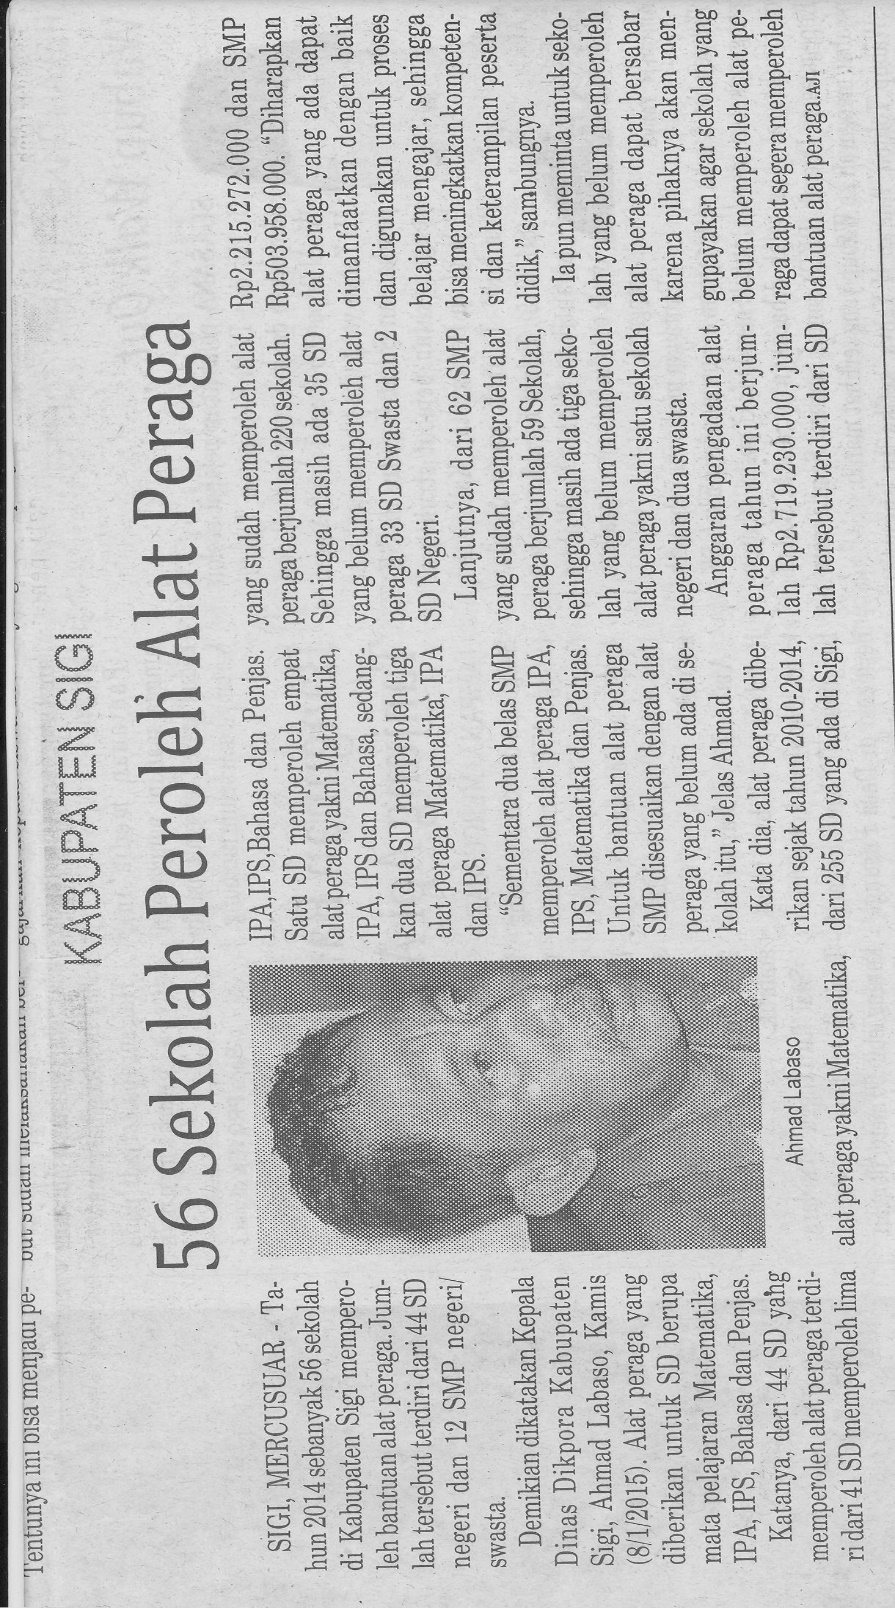 Tentunya ini bisa menjadi pe-
but sudah melaksanakan ber-
KABUPATEN SIGI
56 Sekolah Peroleh Alat Peraga
SIGI, MERCUSUAR - Ta-
hun 2014 sebanyak 56 sekolah
di Kabupaten Sigi mempero-
leh bantuan alat peraga. Jum-
lah tersebut terdiri dari 44 SD
negeri dan 12 SMP negeri/
swasta.
Demikian dikatakan Kepala
Dinas Dikpora Kabupaten
Sigi, Ahmad Labaso, Kamis
(8/1/2015). Alat peraga yang
diberikan untuk SD berupa
mata pelajaran Matematika,
IPA, IPS, Bahasa dan Penjas.
Katanya, dari 44 SD yang
memperoleh alat peraga terdi-
ri dari 41 SD memperoleh lima
Ahmad Labaso
alat peraga yakni Matematika,
IPA,IPS,Bahasa dan Penjas.
Satu SD memperoleh empat
alat peraga yakni Matematika,
IPA, IPS dan Bahasa, sedang-
kan dua SD memperoleh tiga
alat peraga Matematika, IPA
dan IPS.
“Sementara dua belas SMP
memperoleh alat peraga IPA,
IPS, Matematika dan Penjas.
Untuk bantuan alat peraga
SMP disesuaikan dengan alat
peraga yang belum ada di se-
kolah itu,” Jelas Ahmad.
Kata dia, alat peraga dibe-
rikan sejak tahun 2010-2014,
dari 255 SD yang ada di Sigi,
yang sudah memperoleh alat
peraga berjumlah 220 sekolah.
Sehingga masih ada 35 SD
yang belum memperoleh alat
peraga 33 SD Swasta dan 2
SD Negeri.
Lanjutnya, dari 62 SMP
yang sudah memperoleh alat
peraga berjumlah 59 Sekolah,
sehingga masih ada tiga seko-
lah yang belum memperoleh
alat peraga yakni satu sekolah
negeri dan dua swasta.
Anggaran pengadaan alat
peraga tahun ini berjum-
lah Rp2.719.230.000, jum-
lah tersebut terdiri dari SD
Rp2.215.272.000 dan SMP
Rp503.958.000. “Diharapkan
alat peraga yang ada dapat
dimanfaatkan dengan baik
dan digunakan untuk proses
belajar mengajar, sehingga
bisa meningkatkan kompeten-
si dan keterampilan peserta
didik,” sambungnya.
Ia pun meminta untuk seko-
lah yang belum memperoleh
alat peraga dapat bersabar
karena pihaknya akan men-
gupayakan agar sekolah yang
belum memperoleh alat pe-
raga dapat segera memperoleh
bantuan alat peraga.AJI